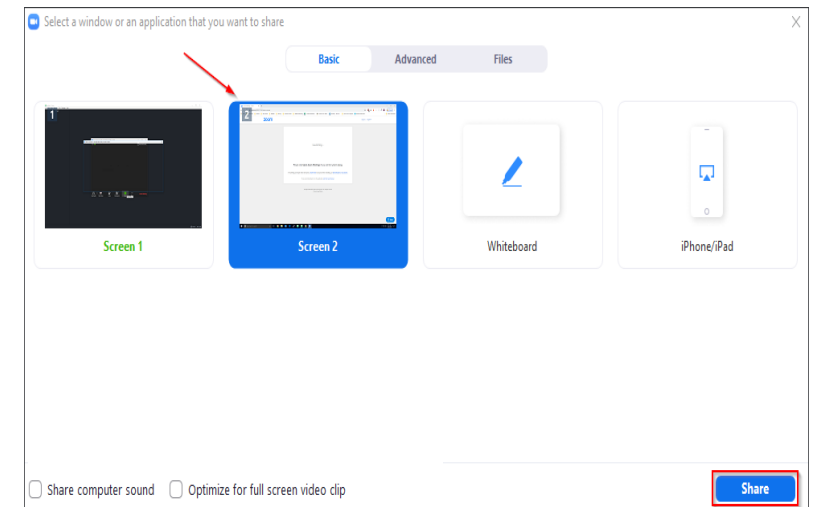 Select a window or an application that you want to share
Basic Advanced Files
1
2
zoom
Screen 1 Screen 2 Whiteboard iPhone/iPad
Share computer sound Optimize for full screen video clip Share